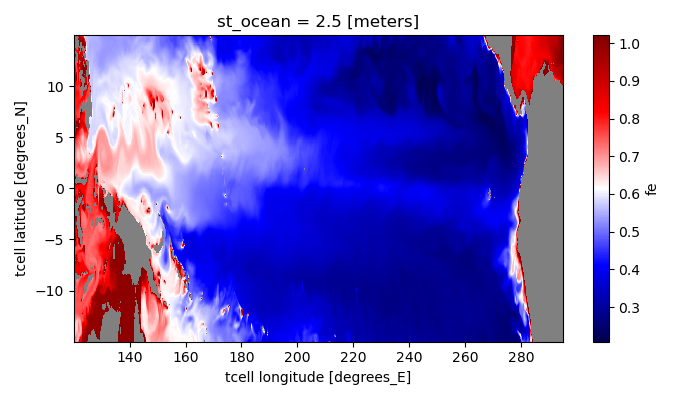 st_ocean = 2.5 [meters]
10
5
0
−5
−10
tcell latitude [degrees_N]
140 160 180 200 220 240 260 280
tcell longitude [degrees_E]
1.0
0.9
0.8
0.7
0.6
0.5
0.4
0.3
fe